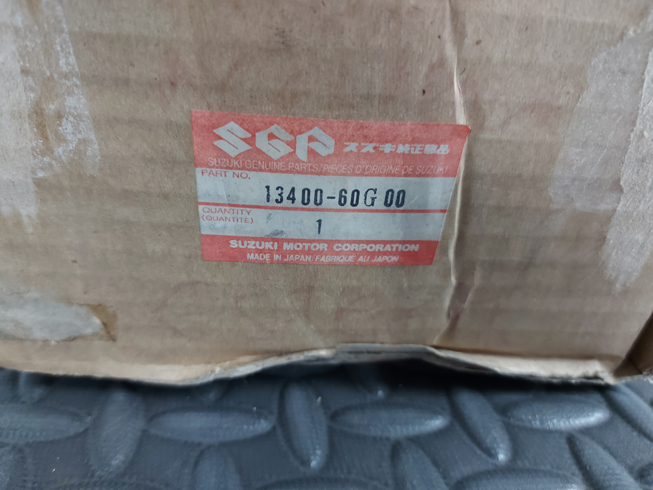 SGP スズキ純正部品
SUZUKI GENUINE PARTS/PIECES D'ORIGINE DE SUZUKI
PART NO.
13400-60G00
QUANTITY
(QUANTITE)
1
SUZUKI MOTOR CORPORATION
MADE IN JAPAN/FABRIQUE AU JAPON